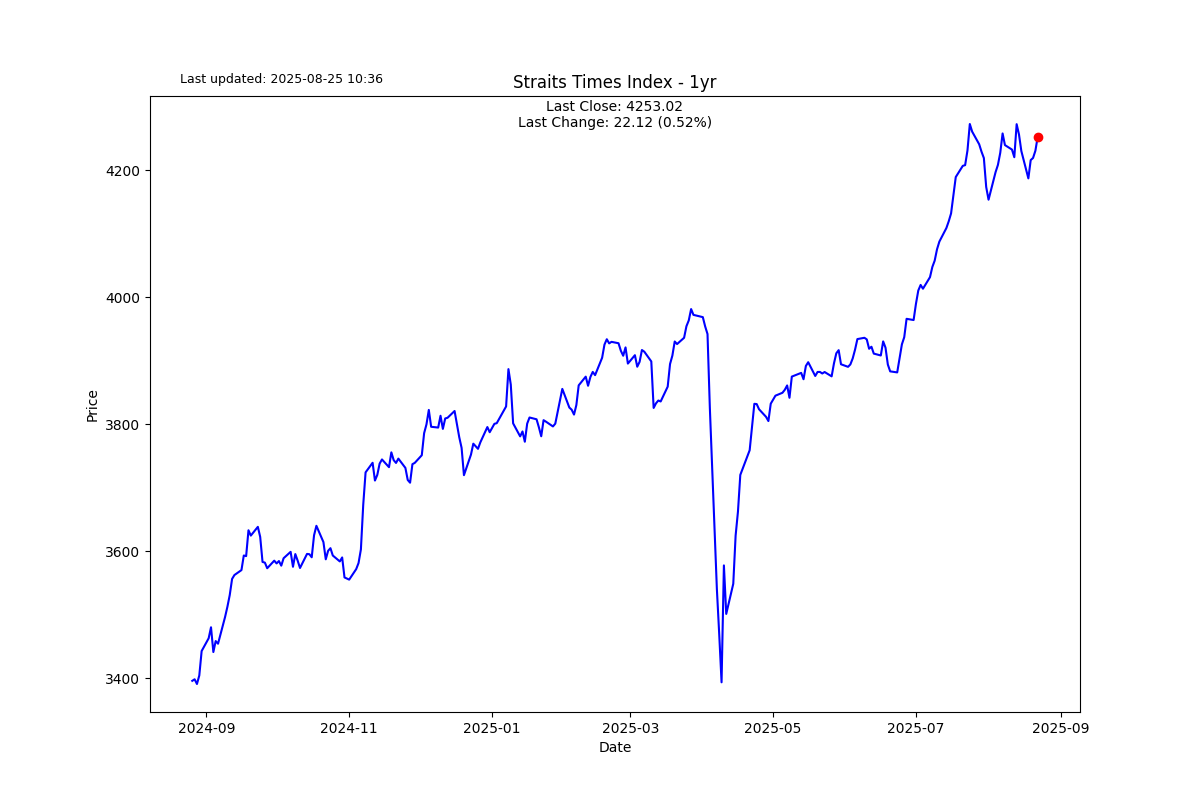 Last updated: 2025-08-25 10:36
Straits Times Index - 1yr
Last Close: 4253.02
Last Change: 22.12 (0.52%)
Price
4200
4000
3800
3600
3400
2024-09
2024-11
2025-01
2025-03
2025-05
2025-07
2025-09
Date